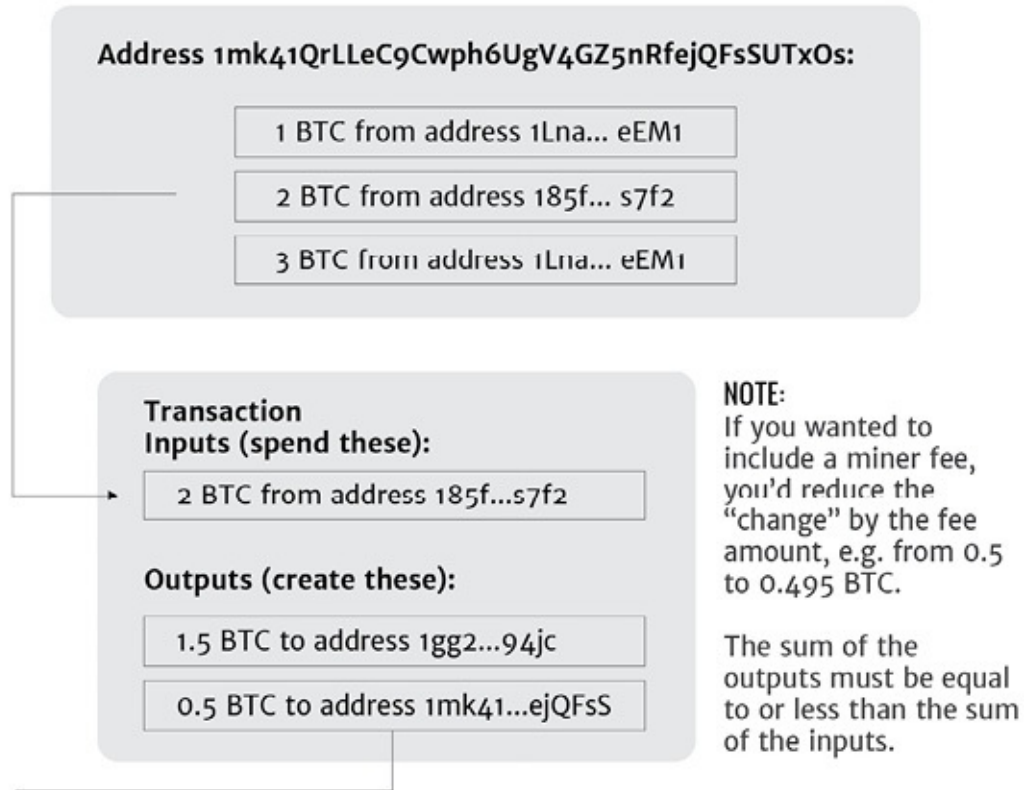 Address 1mk41QrLLeC9Cwph6UgV4GZ5nRfejQFsSUTxOs:
1 BTC from address 1Lna... eEM1
2 BTC from address 185f... s7f2
3 BTC from address 1Lna... eEM1
Transaction
Inputs (spend these):
2 BTC from address 185f...s7f2
Outputs (create these):
1.5 BTC to address 1gg2...94jc
0.5 BTC to address 1mk41...ejQFsS
NOTE:
If you wanted to
include a miner fee,
you'd reduce the
“change” by the fee
amount, e.g. from 0.5
to 0.495 BTC.
The sum of the
outputs must be equal
to or less than the sum
of the inputs.